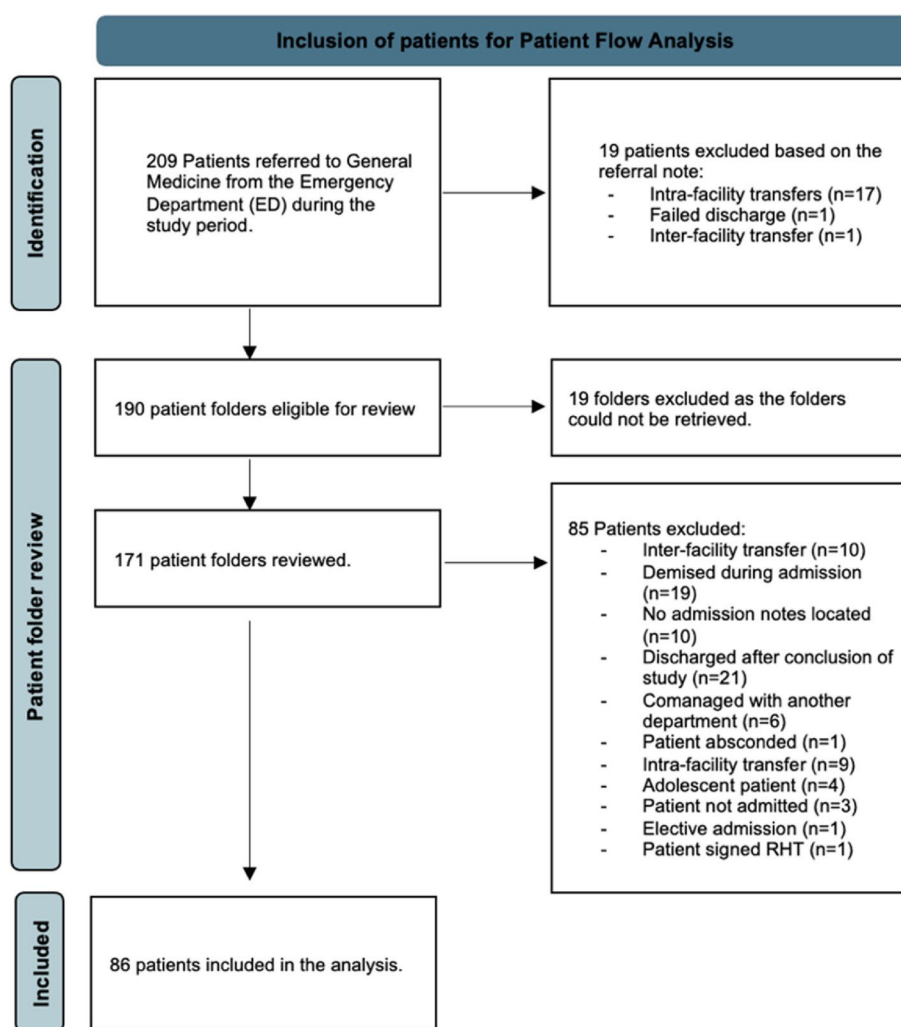 Inclusion of patients for Patient Flow Analysis
Identification
209 Patients referred to General
Medicine from the Emergency
Department (ED) during the
study period.
19 patients excluded based on the
referral note:
- Intra-facility transfers (n=17)
- Failed discharge (n=1)
- Inter-facility transfer (n=1)
Patient folder review
190 patient folders eligible for review
19 folders excluded as the folders
could not be retrieved.
171 patient folders reviewed.
85 Patients excluded:
- Inter-facility transfer (n=10)
- Demised during admission
(n=19)
- No admission notes located
(n=10)
- Discharged after conclusion of
study (n=21)
- Comanaged with another
department (n=6)
- Patient absconded (n=1)
- Intra-facility transfer (n=9)
- Adolescent patient (n=4)
- Patient not admitted (n=3)
- Elective admission (n=1)
- Patient signed RHT (n=1)
Included
86 patients included in the analysis.